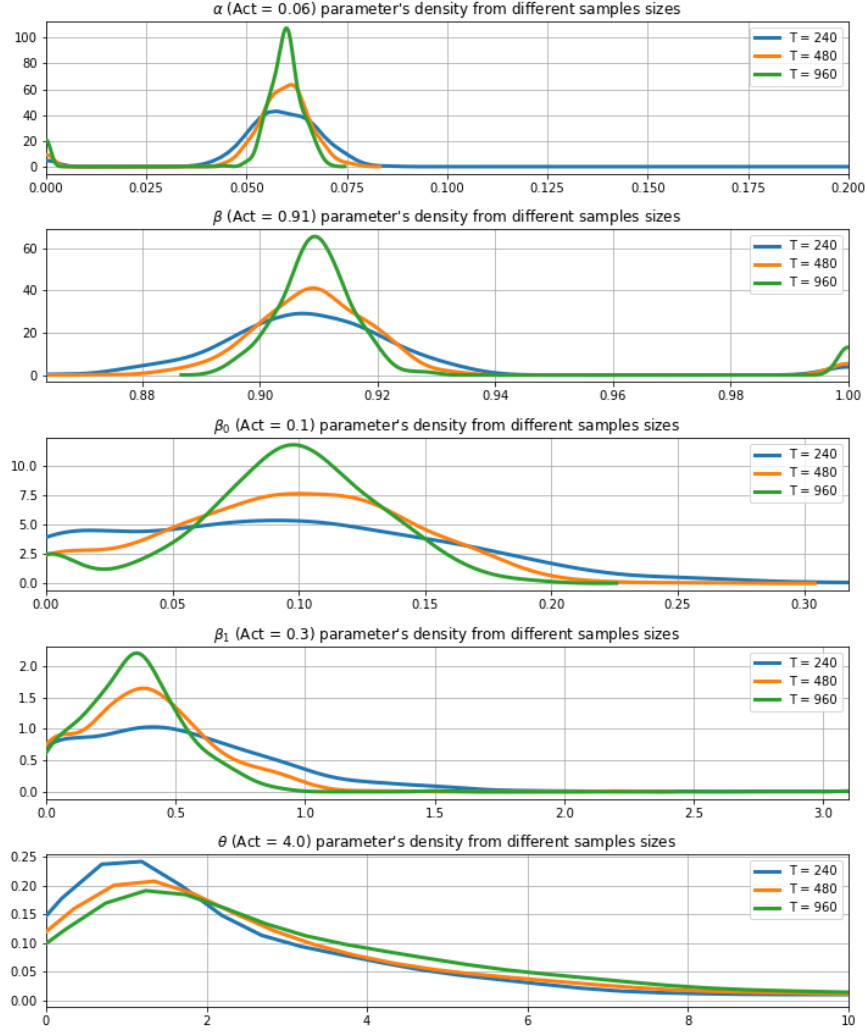 α (Act = 0.06) parameter's density from different samples sizes
100
80
60
40
20
0
0.000 0.025 0.050 0.075 0.100 0.125 0.150 0.175 0.200
T = 240
T = 480
T = 960
β (Act = 0.91) parameter's density from different samples sizes
60
40
20
0
0.88 0.90 0.92 0.94 0.96 0.98 1.00
T = 240
T = 480
T = 960
β₀ (Act = 0.1) parameter's density from different samples sizes
10.0
7.5
5.0
2.5
0.0
0.00 0.05 0.10 0.15 0.20 0.25 0.30
T = 240
T = 480
T = 960
β₁ (Act = 0.3) parameter's density from different samples sizes
2.0
1.5
1.0
0.5
0.0
0.0 0.5 1.0 1.5 2.0 2.5 3.0
T = 240
T = 480
T = 960
θ (Act = 4.0) parameter's density from different samples sizes
0.25
0.20
0.15
0.10
0.05
0.00
0 2 4 6 8 10
T = 240
T = 480
T = 960